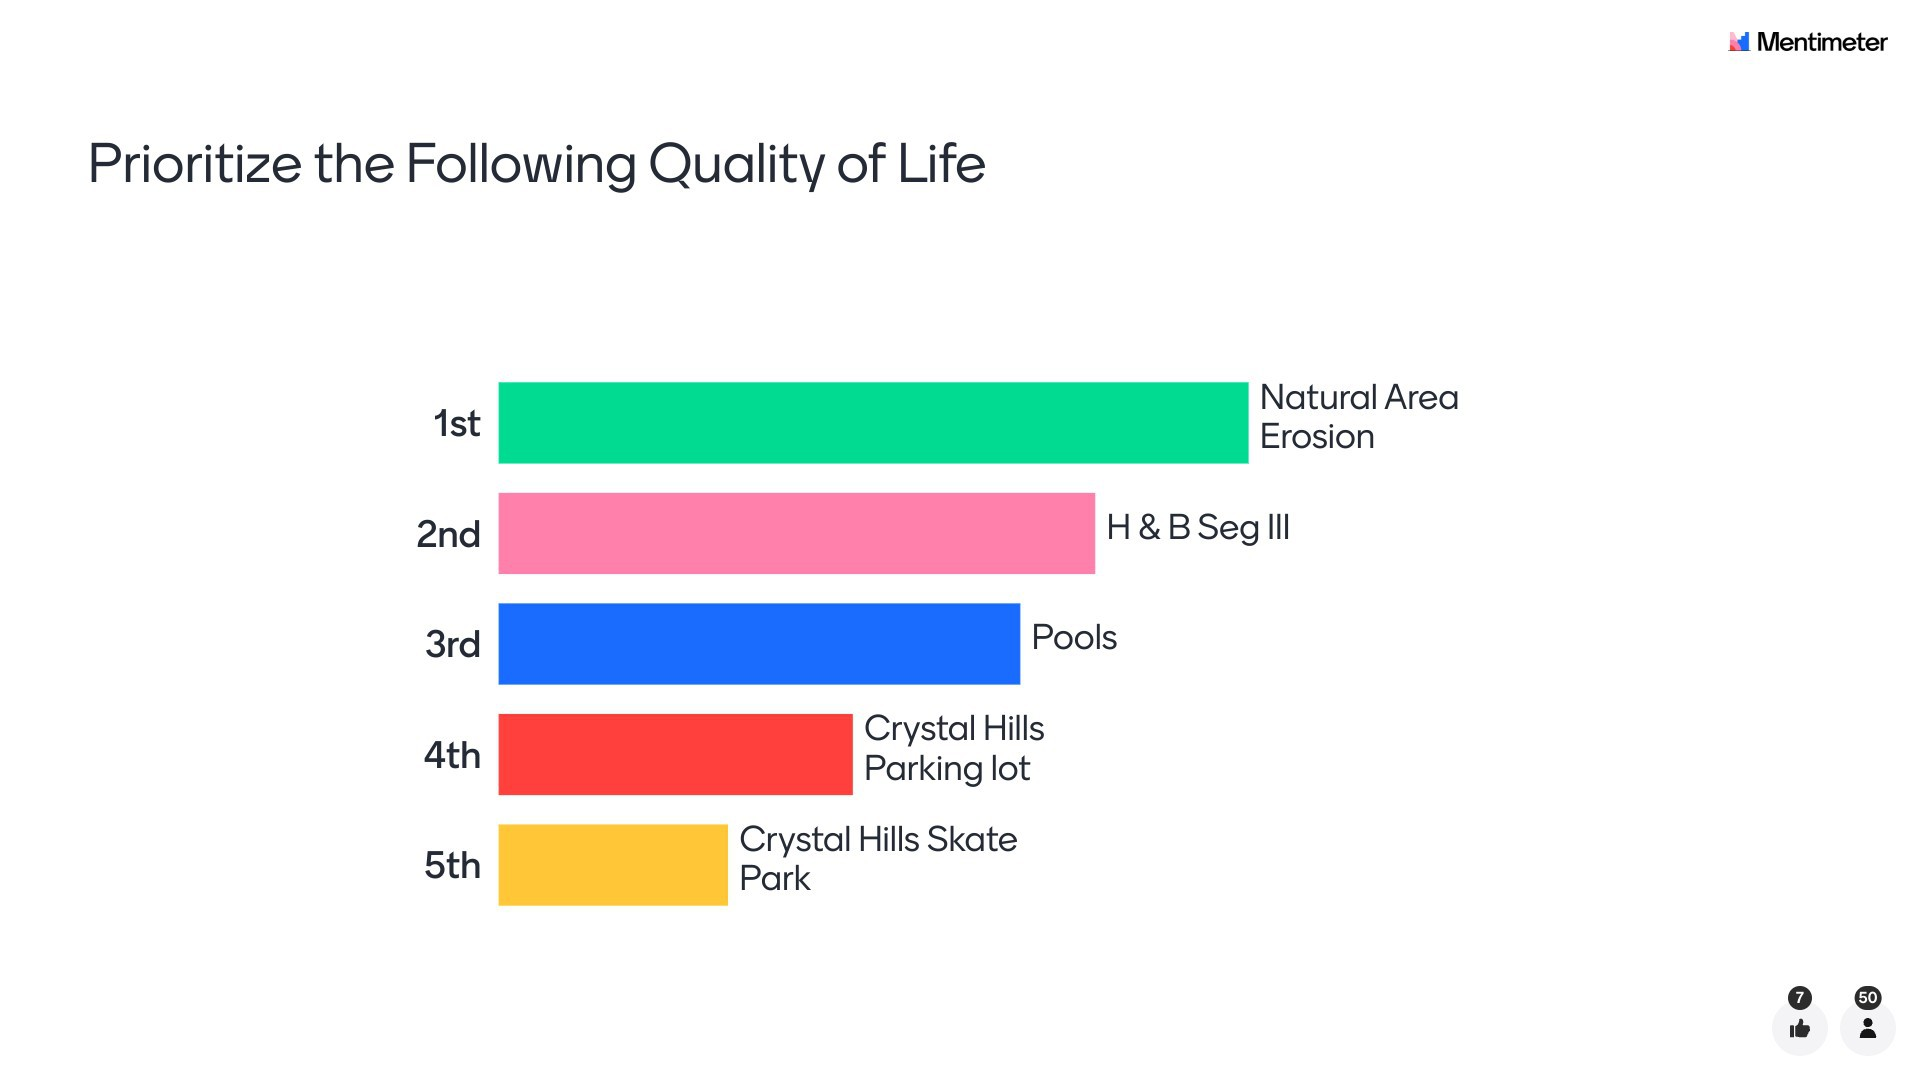 Mentimeter
Prioritize the Following Quality of Life
1st
Natural Area
Erosion
2nd
H & B Seg III
3rd
Pools
4th
Crystal Hills
Parking lot
5th
Crystal Hills Skate
Park
7
50